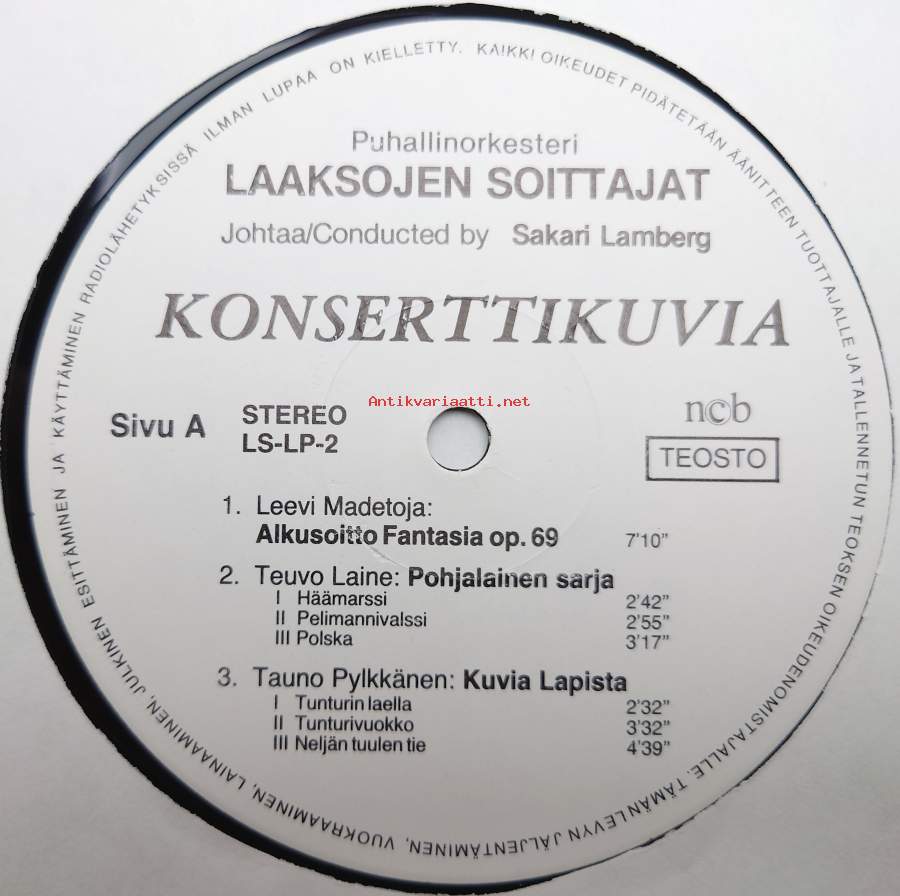 KAIKKI OIKEUDET PIDÄTETÄÄN ÄÄNITTEEN TUOTTAJALLE JA TALLENNETUN TEOKSEN OIKEUDENOMISTAJALLE. TÄMÄN LEVYN JÄLJENTÄMINEN, VUOKRAAMINEN, LAINAAMINEN, JULKINEN ESITTÄMINEN JA KÄYTTÄMINEN RADIOLÄHETYKSISSÄ ILMAN LUPAA ON KIELLETTY.
Puhallinorkesteri
LAAKSOJEN SOITTAJAT
Johtaa/Conducted by Sakari Lamberg
KONSERTTIKUVIA
Antikvariaatti.net
Sivu A
STEREO
LS-LP-2
ncb
TEOSTO
1. Leevi Madetoja:
Alkusoitto Fantasia op. 69 7'10"
2. Teuvo Laine: Pohjalainen sarja
I Häämarssi 2'42"
II Pelimannivalssi 2'55"
III Polska 3'17"
3. Tauno Pylkkänen: Kuvia Lapista
I Tunturin laella 2'32"
II Tunturivuokko 3'32"
III Neljän tuulen tie 4'39"